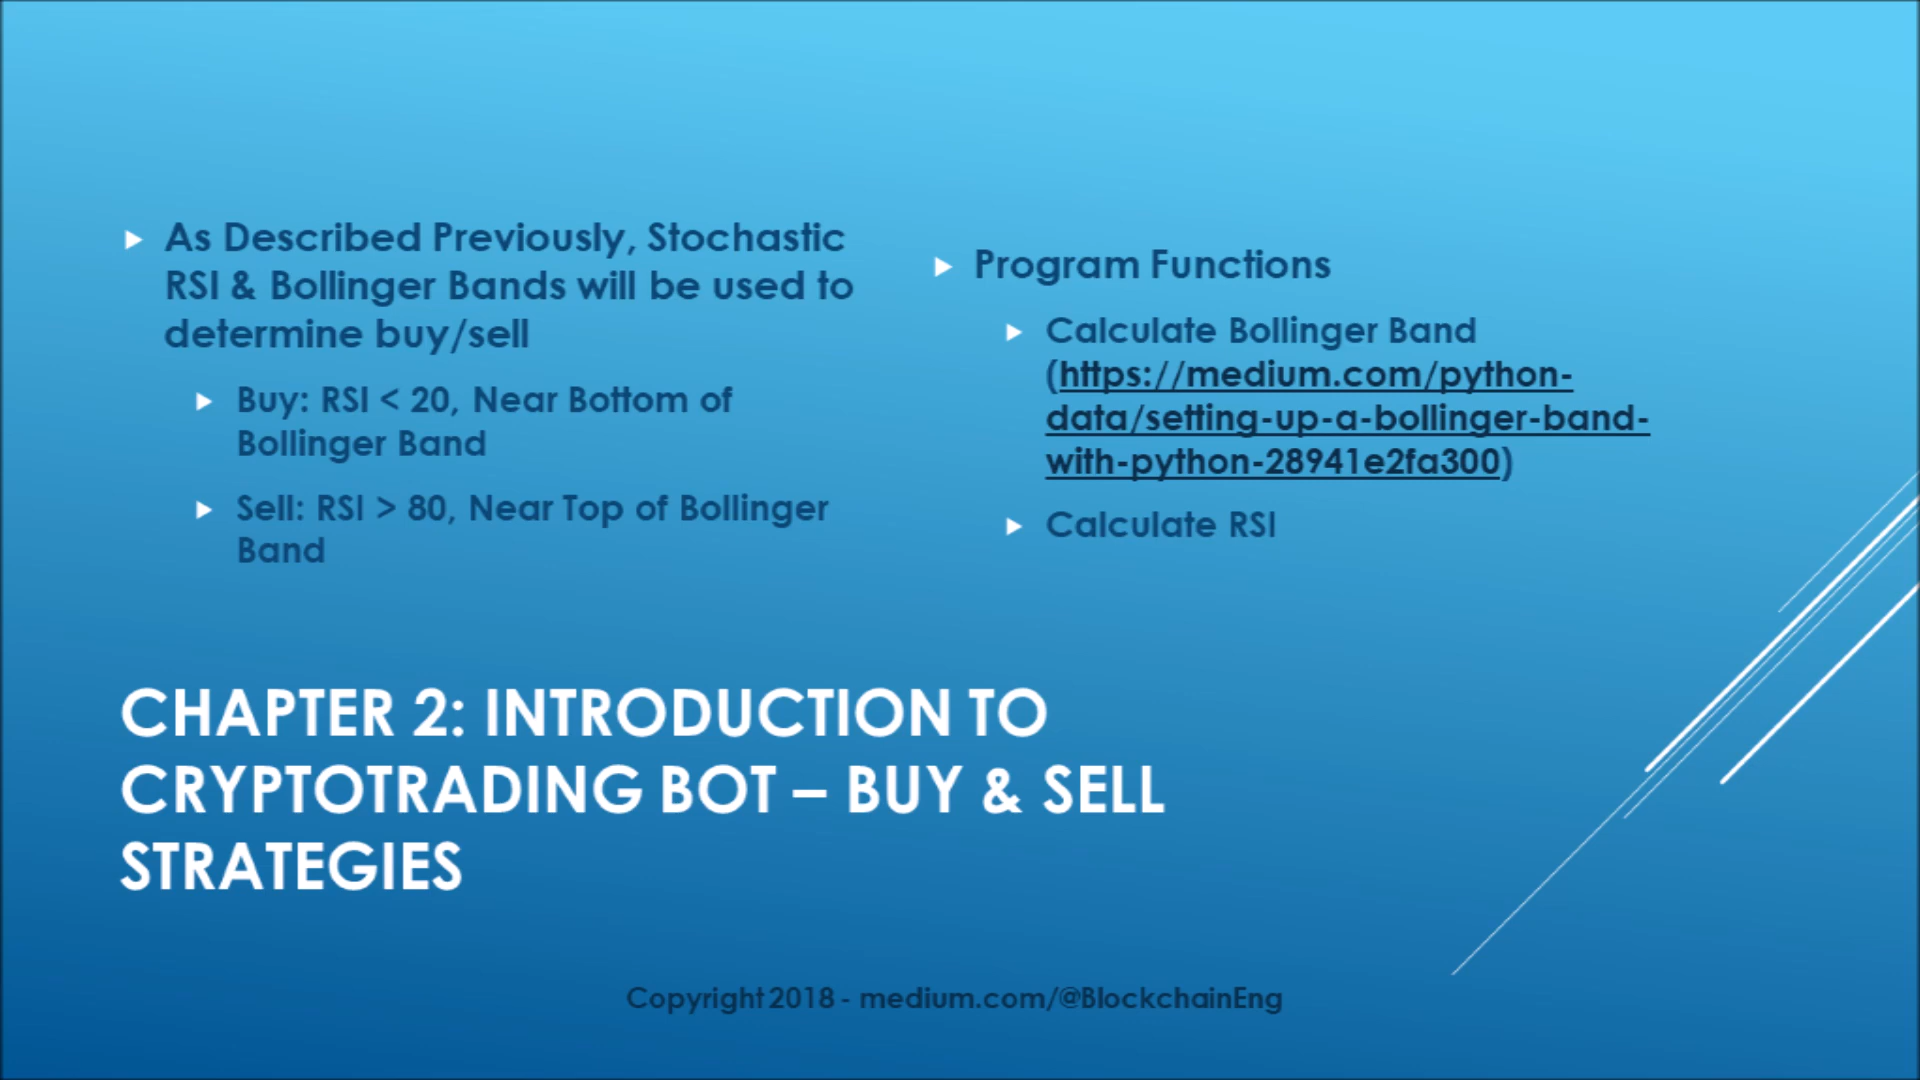 As Described Previously, Stochastic
RSI & Bollinger Bands will be used to
determine buy/sell
Buy: RSI < 20, Near Bottom of
Bollinger Band
Sell: RSI > 80, Near Top of Bollinger
Band
Program Functions
Calculate Bollinger Band
(https://medium.com/python-
data/setting-up-a-bollinger-band-
with-python-28941e2fa300)
Calculate RSI
CHAPTER 2: INTRODUCTION TO
CRYPTOTRADING BOT – BUY & SELL
STRATEGIES
Copyright 2018 - medium.com/@BlockchainEng